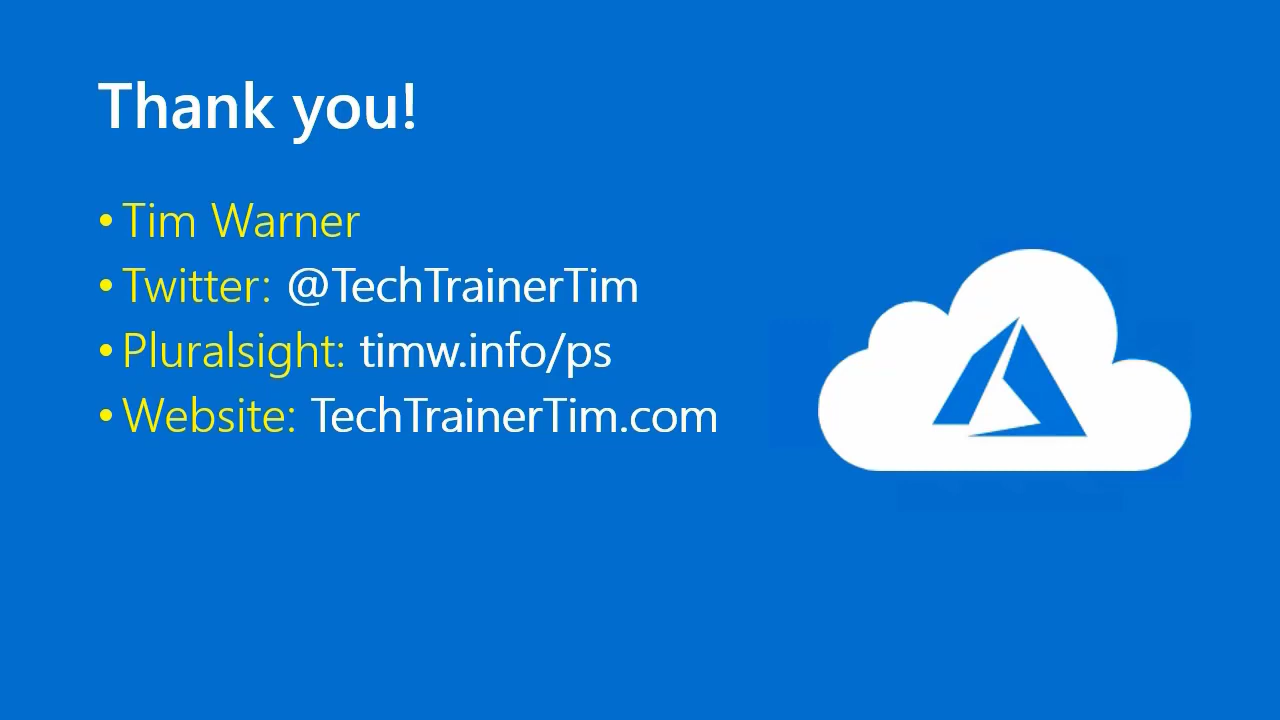 Thank you!
• Tim Warner
• Twitter: @TechTrainerTim
• Pluralsight: timw.info/ps
• Website: TechTrainerTim.com